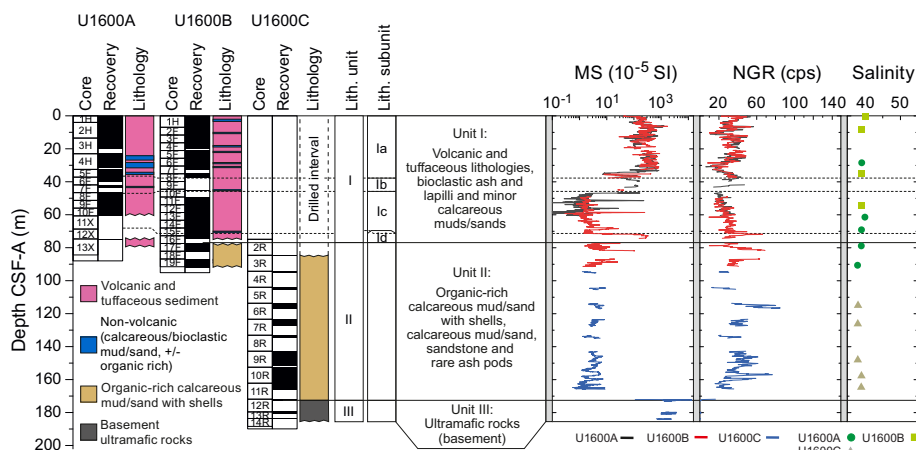 U1600A U1600B U1600C
Core Recovery Lithology Core Recovery Lithology Core Recovery Lithology Lith. unit Lith. subunit
MS (10-5 SI) NGR (cps) Salinity
10-1 101 103 20 60 100 140 40 50
Depth CSF-A (m)
0
20
40
60
80
100
120
140
160
180
200
1H
2H
3H
4H
5F
6F
7F
8F
9F
10F
11X
12X
13X
1H
2F
3F
4F
5F
6F
7F
8F
9F
10F
11F
12F
13F
17F
18F
19F
Drilled interval
2R
3R
4R
5R
6R
7R
8R
9R
10R
11R
12R
13R
14R
I
II
III
Ia
Ib
Ic
Id
Unit I:
Volcanic and
tuffaceous lithologies,
bioclastic ash and
lapilli and minor
calcareous
muds/sands
Unit II:
Organic-rich
calcareous mud/sand
with shells,
calcareous mud/sand,
sandstone and
rare ash pods
Unit III:
Ultramafic rocks
(basement)
Volcanic and
tuffaceous sediment
Non-volcanic
(calcareous/bioclastic
mud/sand, +/-
organic rich)
Organic-rich calcareous
mud/sand with shells
Basement
ultramafic rocks
U1600A U1600B U1600C U1600A U1600B
U1600C